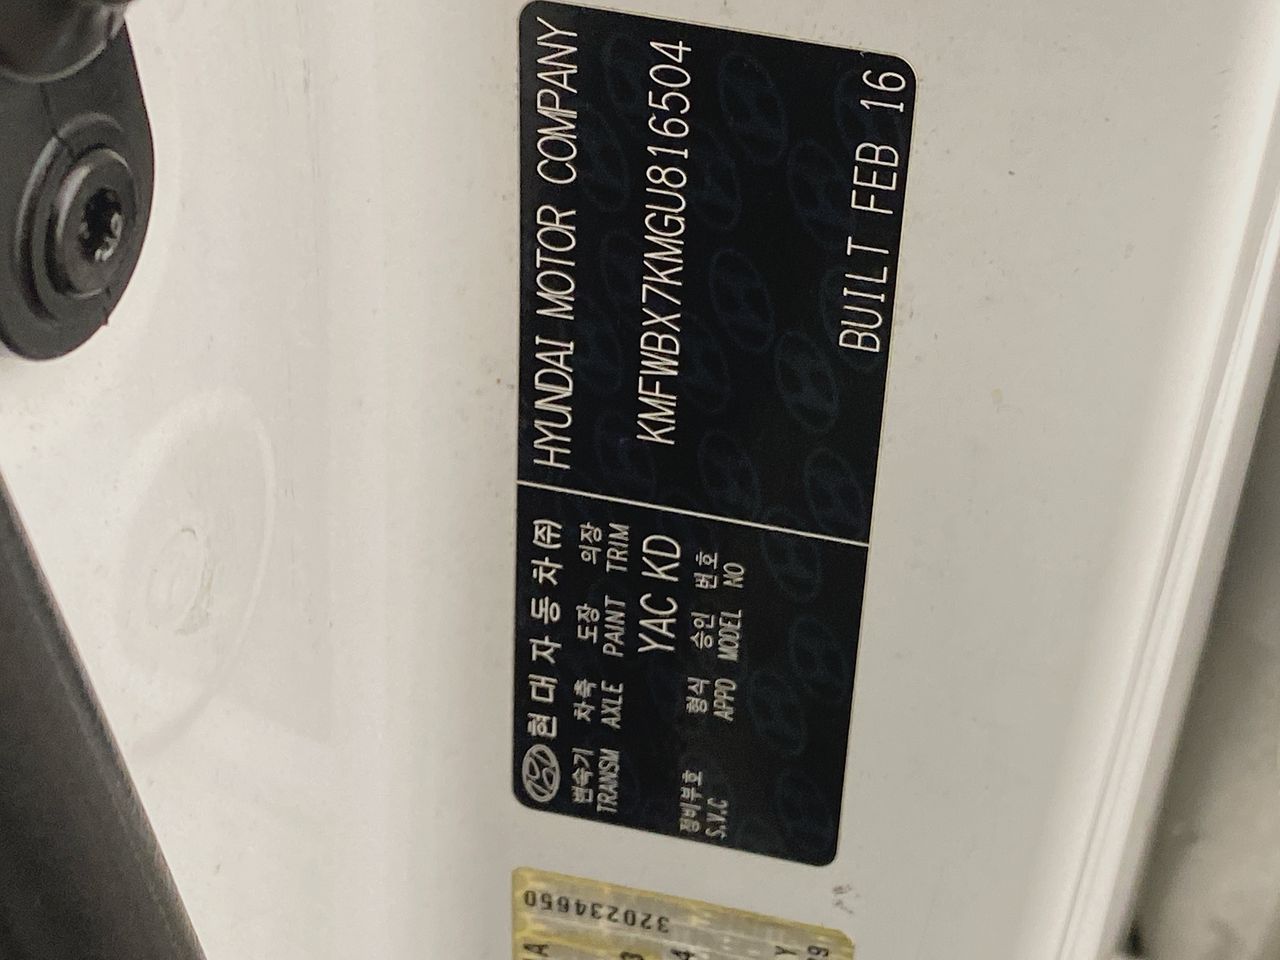 현대자동차(주)
HYUNDAI MOTOR COMPANY
변속기 차축 도장 의장
TRANSM AXLE PAINT TRIM
KMFWBX7KMGU816504
YAC KD
정비부호 형식 승인 번호
S.V.C APPD MODEL NO
BUILT FEB 16
320234650